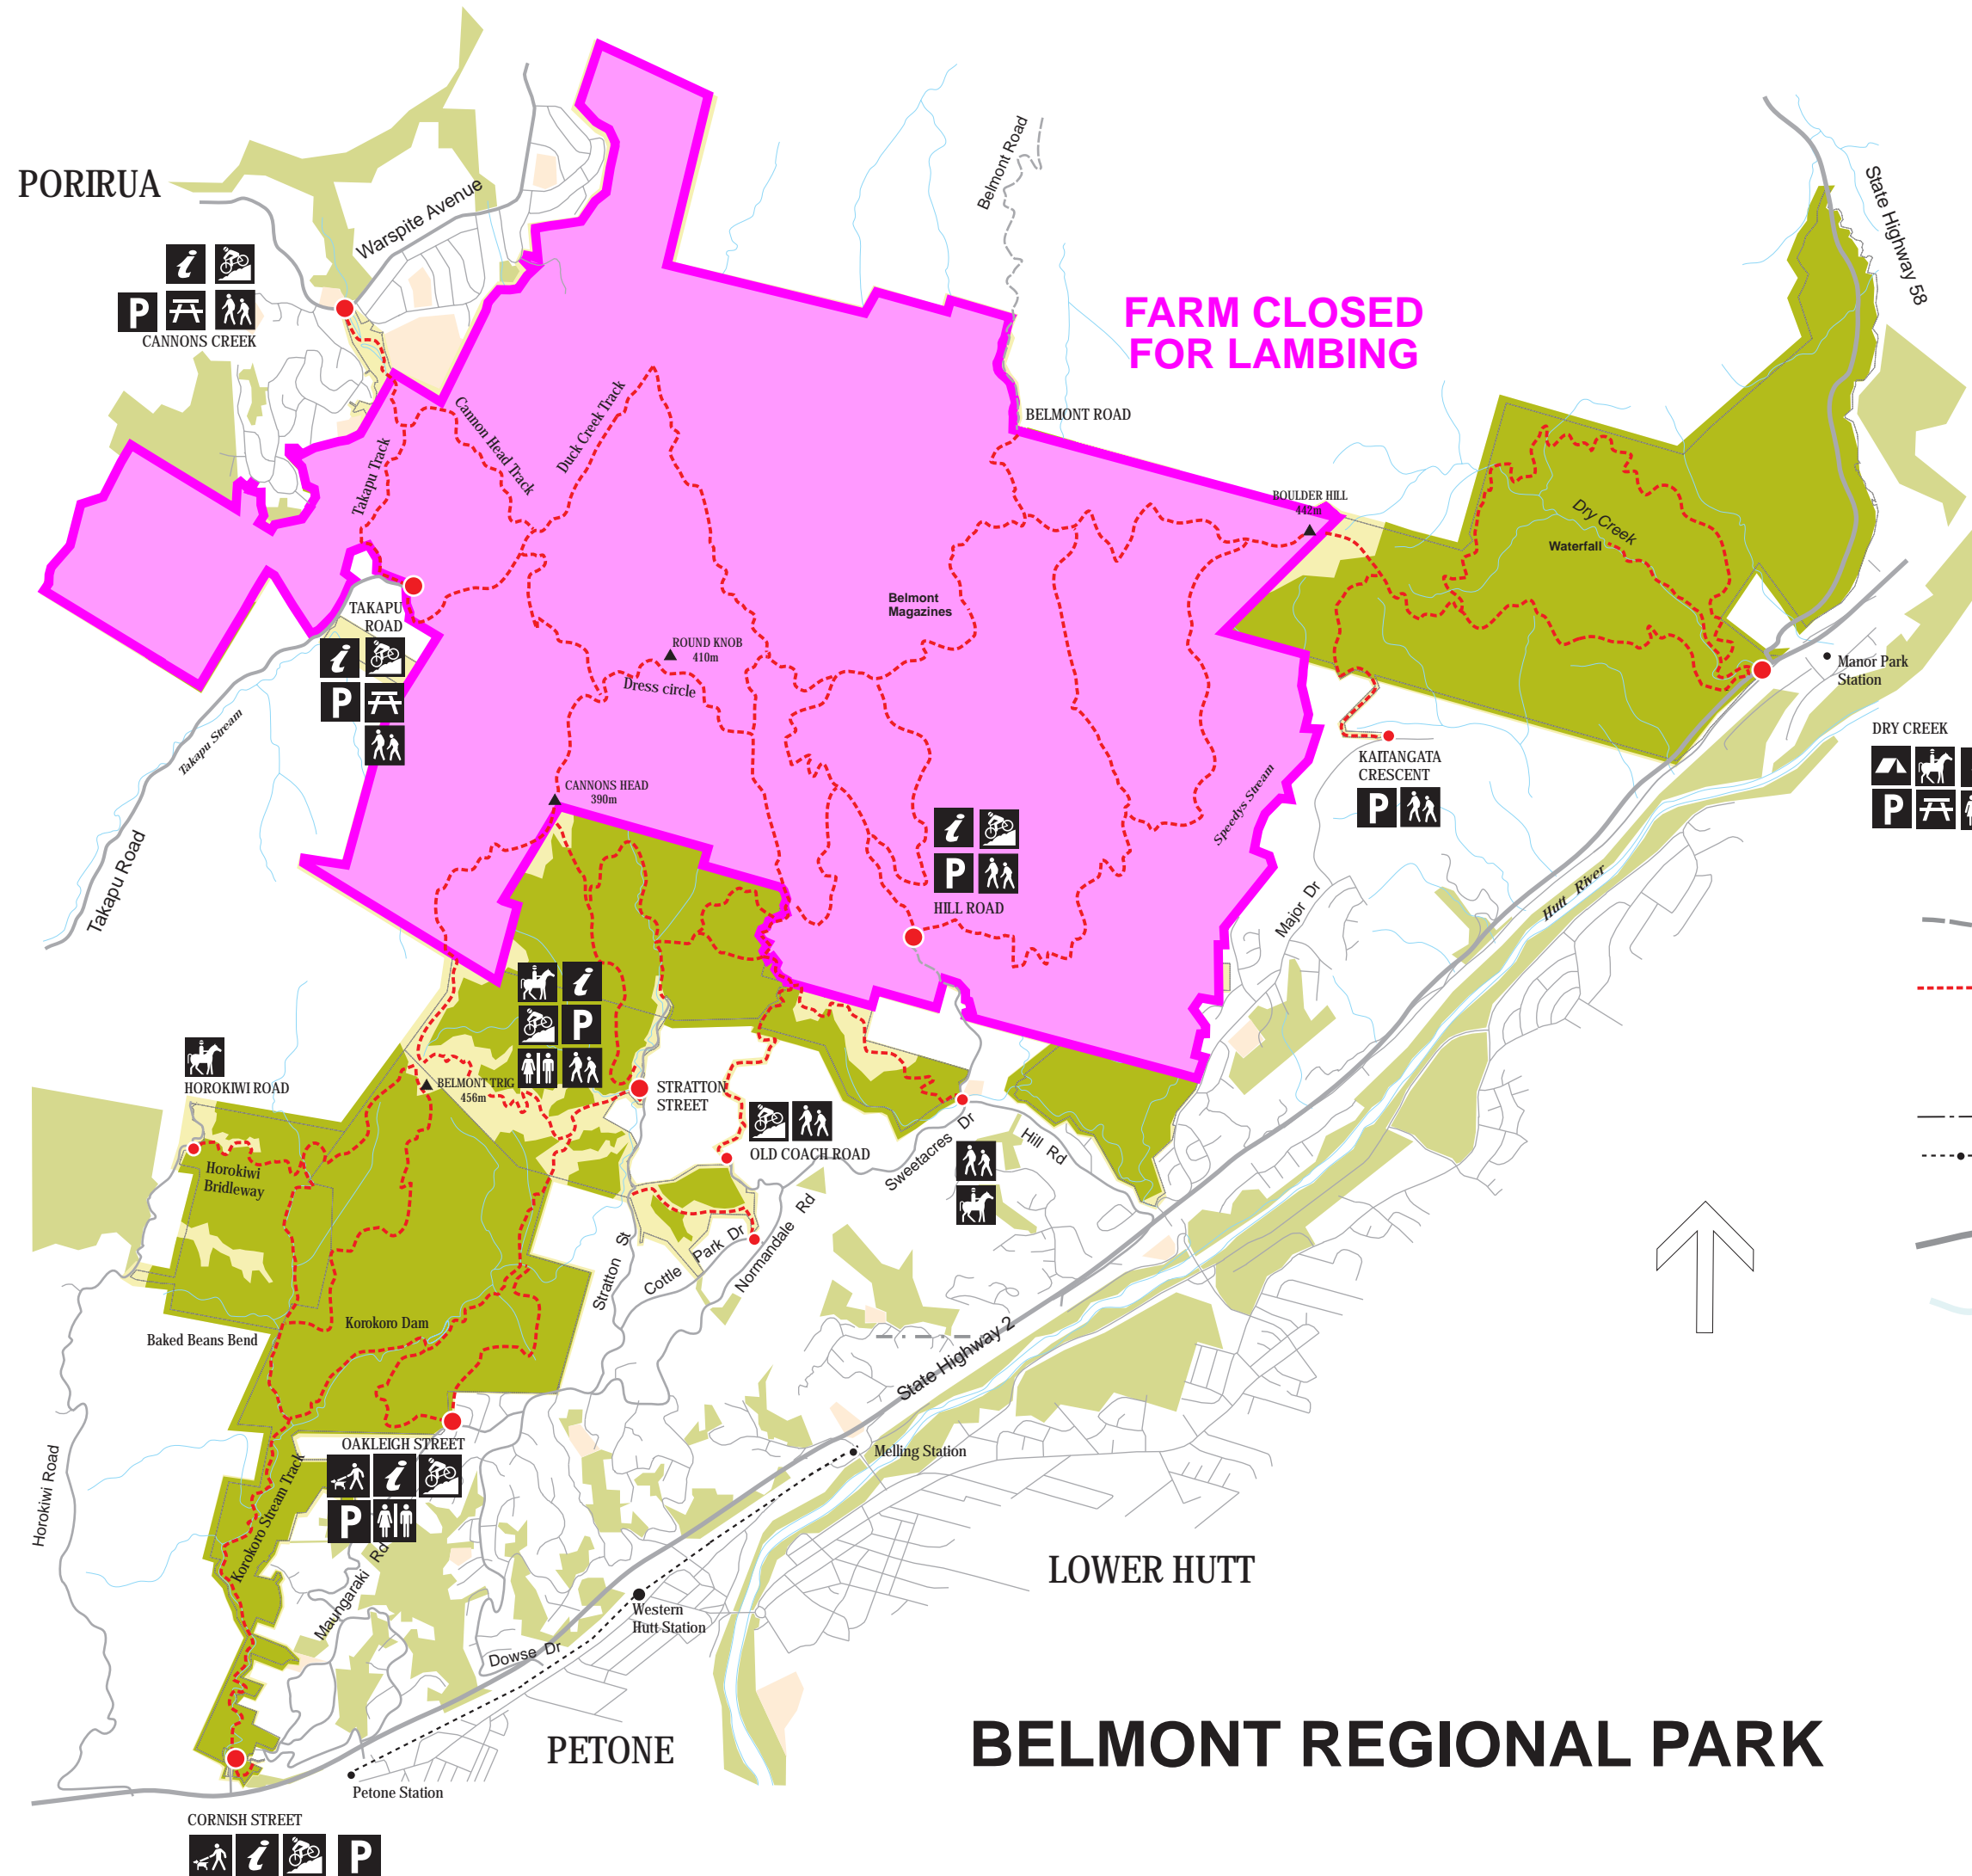 PORIRUA
Warspite Avenue
Belmont Road
State Highway 58
i
P
CANNONS CREEK
FARM CLOSED
FOR LAMBING
BELMONT ROAD
Takapu Track
Cannon Head Track
Duck Creek Track
BOULDER HILL
442m
Dry Creek
Waterfall
Belmont
Magazines
TAKAPU
ROAD
i
P
ROUND KNOB
410m
Dress circle
Manor Park
Station
Takapu Stream
Takapu Road
CANNONS HEAD
390m
KAITANGATA
CRESCENT
P
DRY CREEK
P
Speedys Stream
i
P
HILL ROAD
Major Dr
Hutt River
i
P
HOROKIWI ROAD
BELMONT TRIG
456m
STRATTON
STREET
OLD COACH ROAD
Horokiwi
Bridleway
Sweetacres Dr
Hill Rd
Stratton St
Cottle Park Dr
Normandale Rd
Baked Beans Bend
Korokoro Dam
State Highway 2
Horokiwi Road
OAKLEIGH STREET
i
P
Korokoro Stream Track
Maungaraki Rd
Melling Station
LOWER HUTT
Western
Hutt Station
Dowse Dr
PETONE
BELMONT REGIONAL PARK
Petone Station
CORNISH STREET
i
P